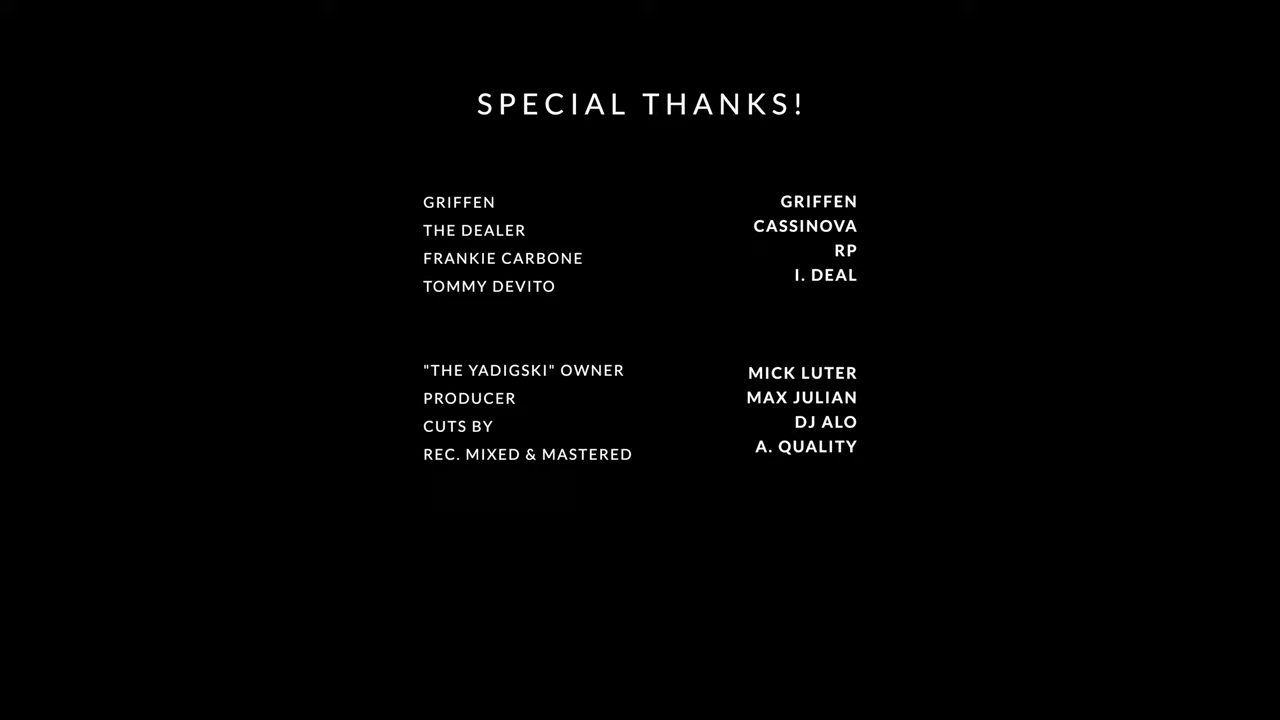 SPECIAL THANKS!
GRIFFEN GRIFFEN
THE DEALER CASSINOVA
FRANKIE CARBONE RP
TOMMY DEVITO I. DEAL
"THE YADIGSKI" OWNER MICK LUTER
PRODUCER MAX JULIAN
CUTS BY DJ ALO
REC. MIXED & MASTERED A. QUALITY